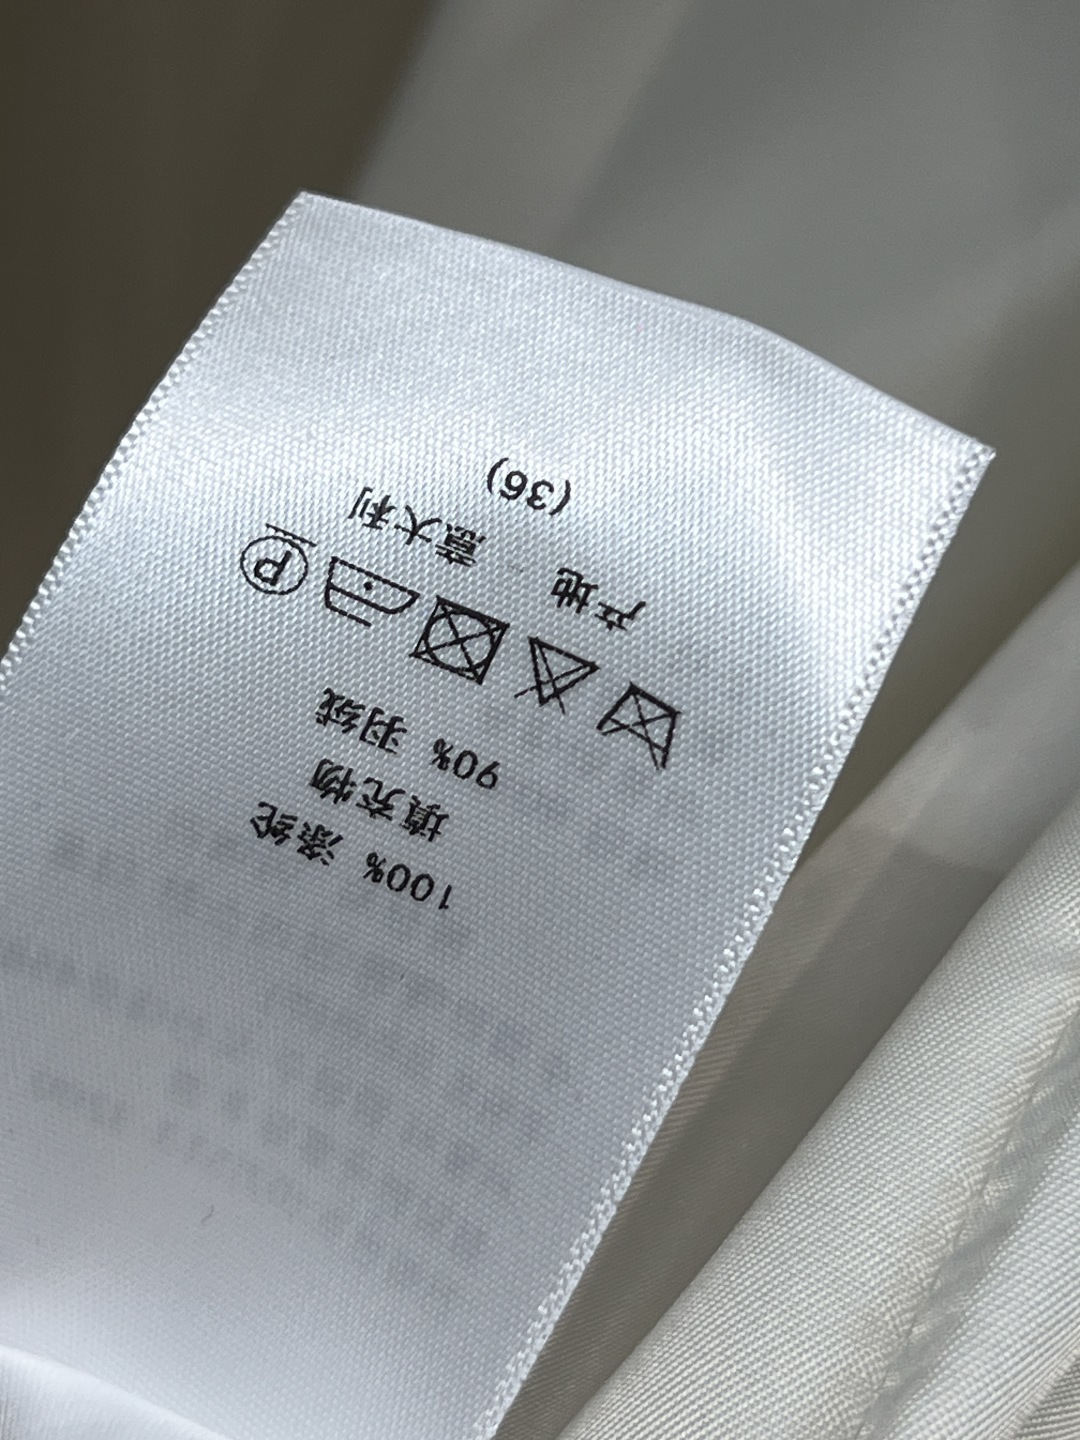 100% 涤纶
填充物
90% 羽绒
P
产地 意大利
(36)